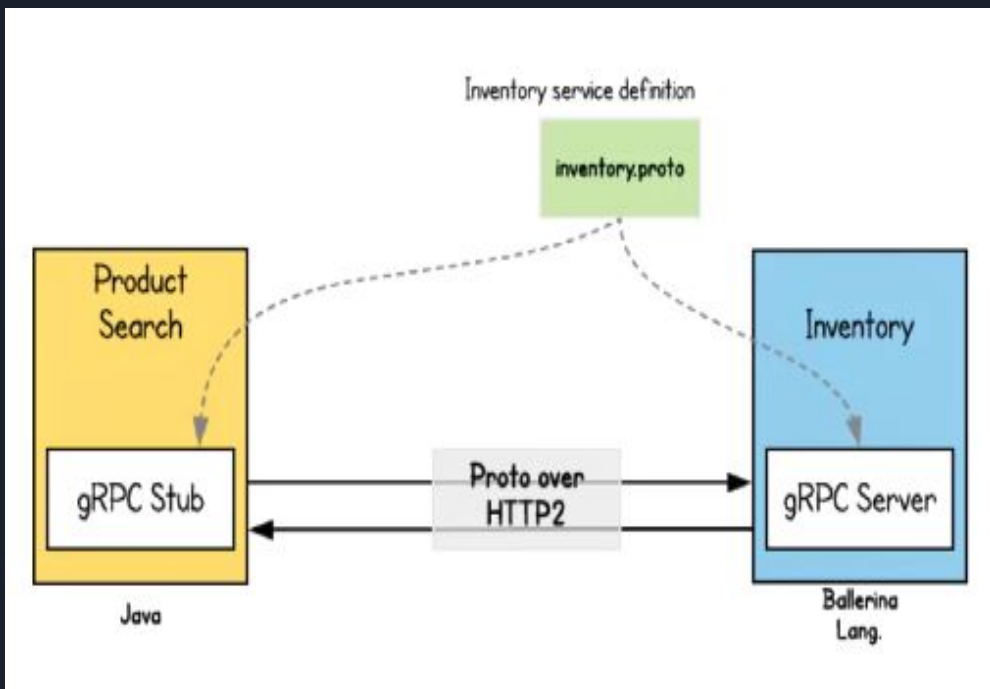 Inventory service definition
inventory.proto
Product
Search
Inventory
gRPC Stub
Proto over
HTTP2
gRPC Server
Java
Ballerina
Lang.